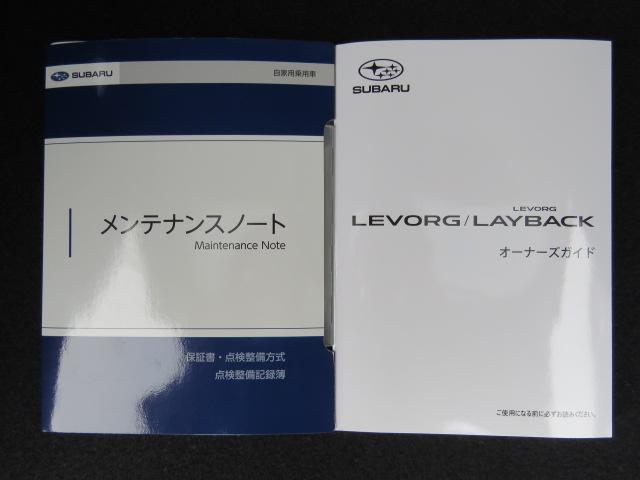 SUBARU
自家用乗用車
メンテナンスノート
Maintenance Note
保証書・点検整備方式
点検整備記録簿
SUBARU
LEVORG
LEVORG/LAYBACK
オーナーズガイド
ご使用になる前に必ずお読みください。